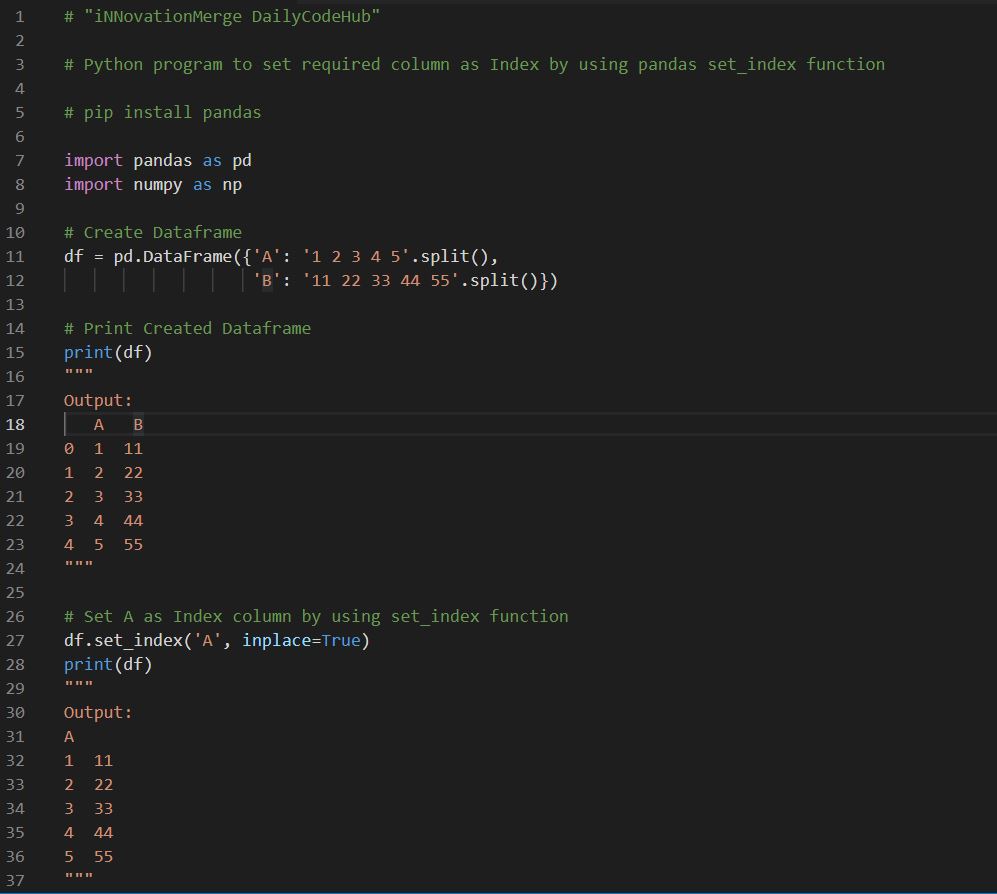 1 # "iNNovationMerge DailyCodeHub"
2
3 # Python program to set required column as Index by using pandas set_index function
4
5 # pip install pandas
6
7 import pandas as pd
8 import numpy as np
9
10 # Create Dataframe
11 df = pd.DataFrame({'A': '1 2 3 4 5'.split(),
12                    'B': '11 22 33 44 55'.split()})
13
14 # Print Created Dataframe
15 print(df)
16 """
17 Output:
18    A   B
19 0  1  11
20 1  2  22
21 2  3  33
22 3  4  44
23 4  5  55
24 """
25
26 # Set A as Index column by using set_index function
27 df.set_index('A', inplace=True)
28 print(df)
29 """
30 Output:
31 A
32 1  11
33 2  22
34 3  33
35 4  44
36 5  55
37 """